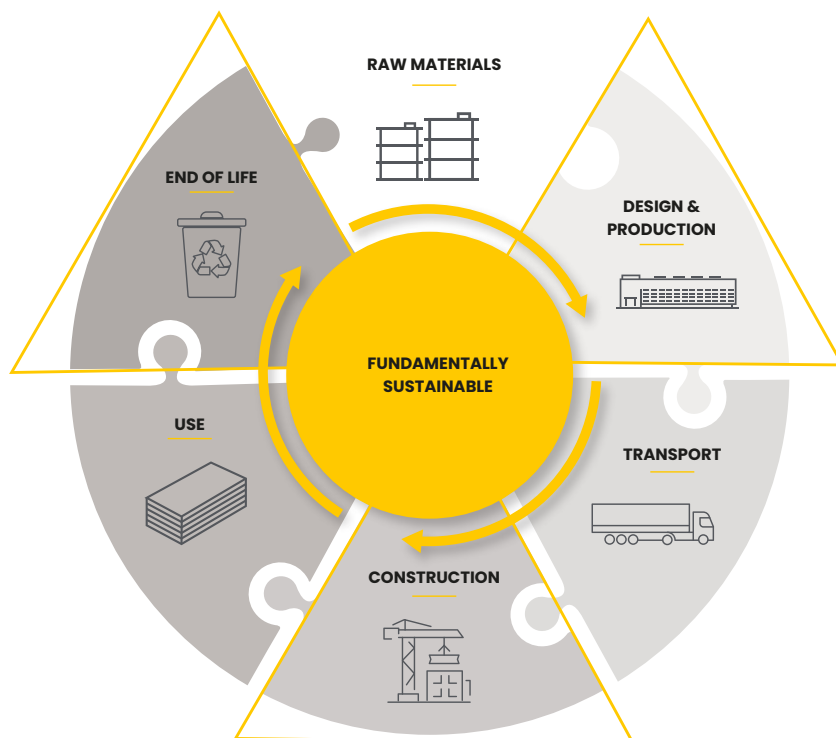 RAW MATERIALS
END OF LIFE
DESIGN &
PRODUCTION
FUNDAMENTALLY
SUSTAINABLE
USE
TRANSPORT
CONSTRUCTION